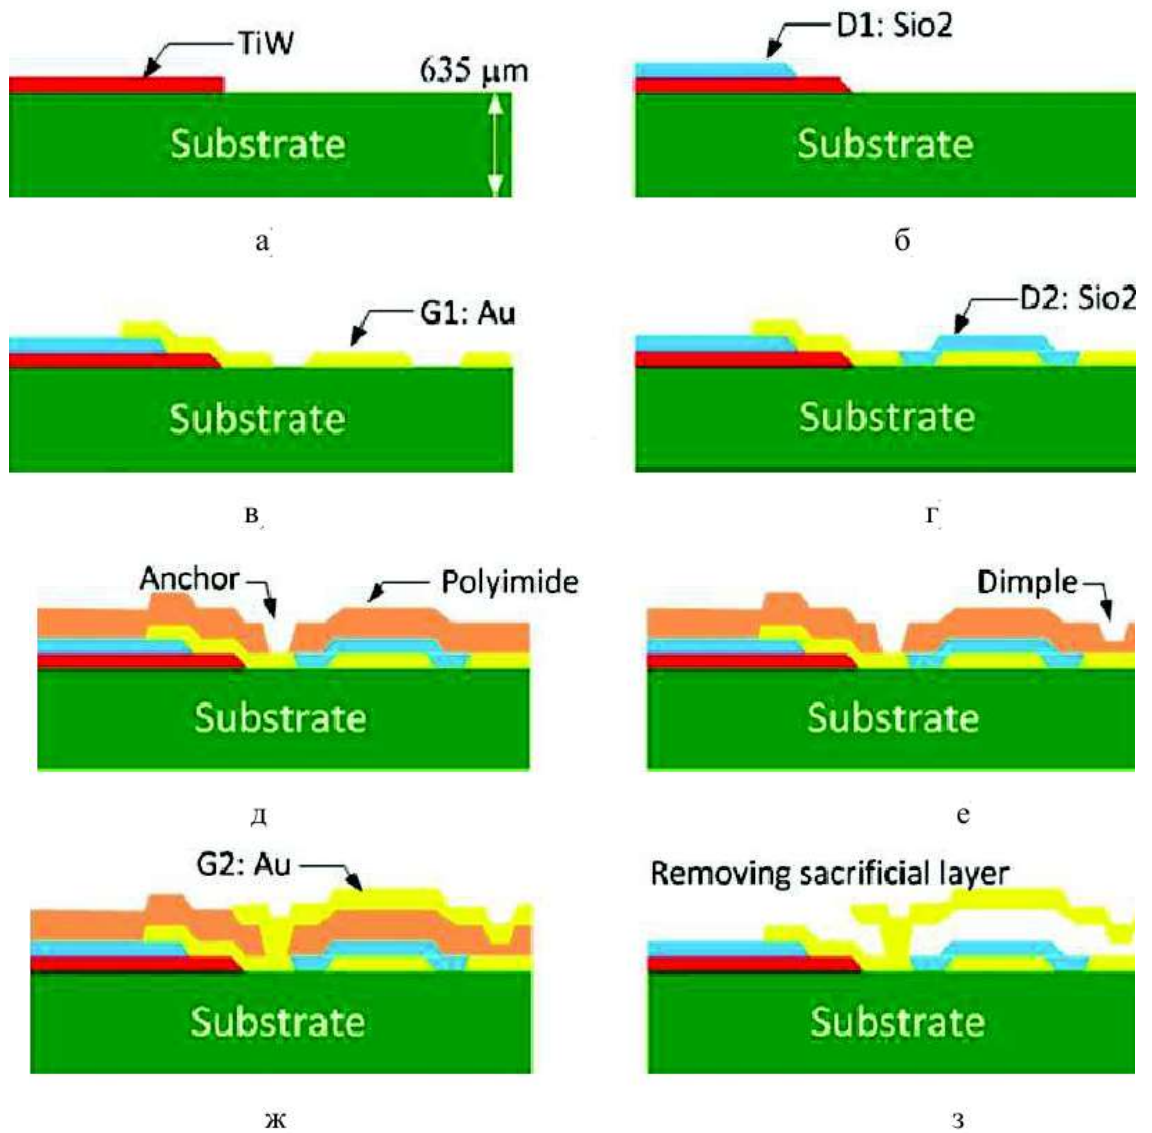 TiW
635 μm
Substrate
а
D1: Sio2
Substrate
б
G1: Au
Substrate
в
D2: Sio2
Substrate
г
Anchor
Polyimide
Substrate
д
Dimple
Substrate
е
G2: Au
Substrate
ж
Removing sacrificial layer
Substrate
з